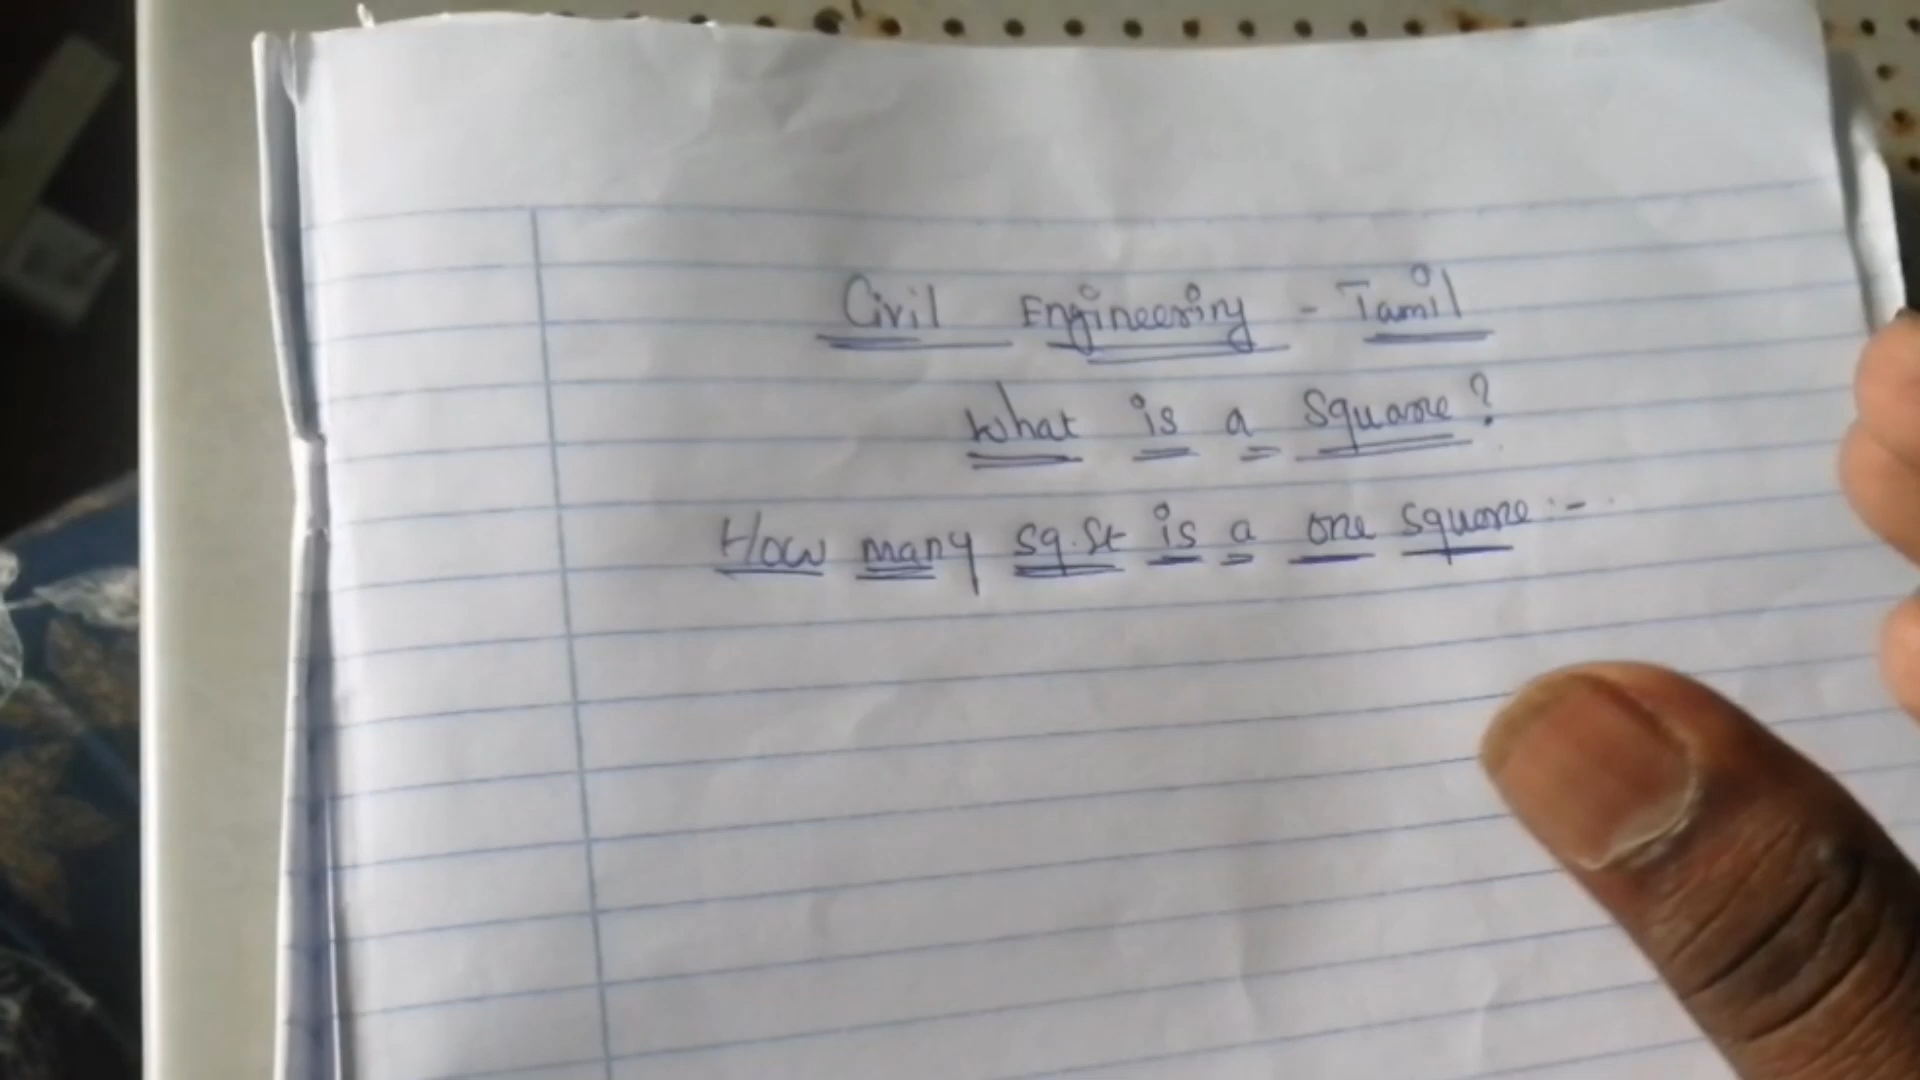 Civil Engineering - Tamil
What is a Square?
How many sq.ft is a one square :-